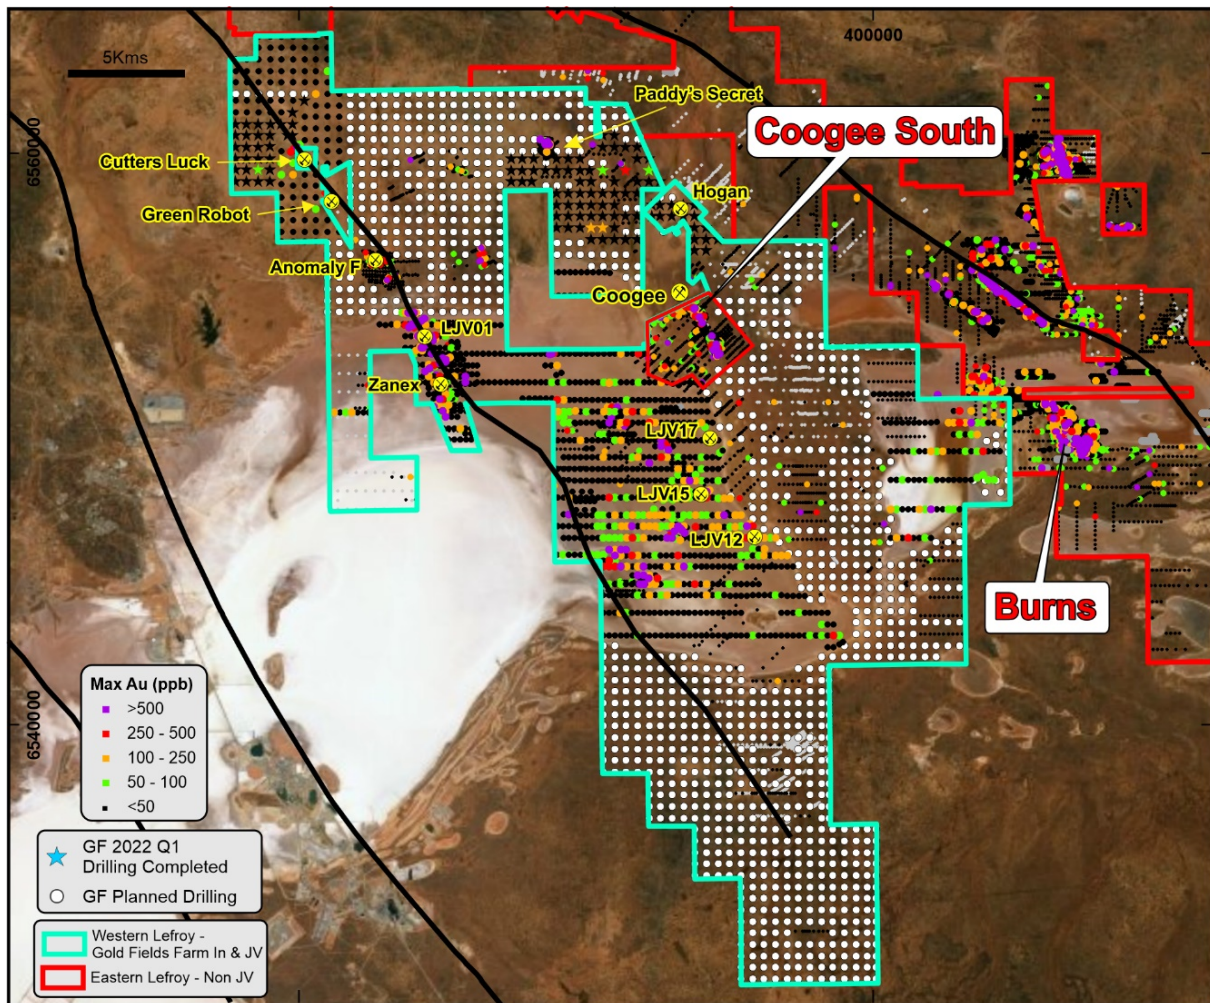 400000
5Kms
Paddy's Secret
Coogee South
6560000
Cutters Luck
Hogan
Green Robot
Anomaly F
Coogee
LJV01
Zanex
LJV17
LJV15
LJV12
Burns
6540000
Max Au (ppb)
>500
250 - 500
100 - 250
50 - 100
<50
GF 2022 Q1
Drilling Completed
GF Planned Drilling
Western Lefroy -
Gold Fields Farm In & JV
Eastern Lefroy - Non JV